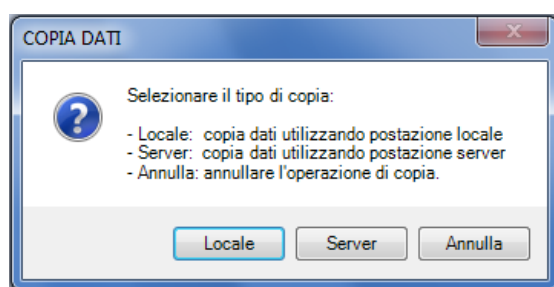 COPIA DATI
Selezionare il tipo di copia:
- Locale:  copia dati utilizzando postazione locale
- Server:  copia dati utilizzando postazione server
- Annulla: annullare l'operazione di copia.
Locale Server Annulla